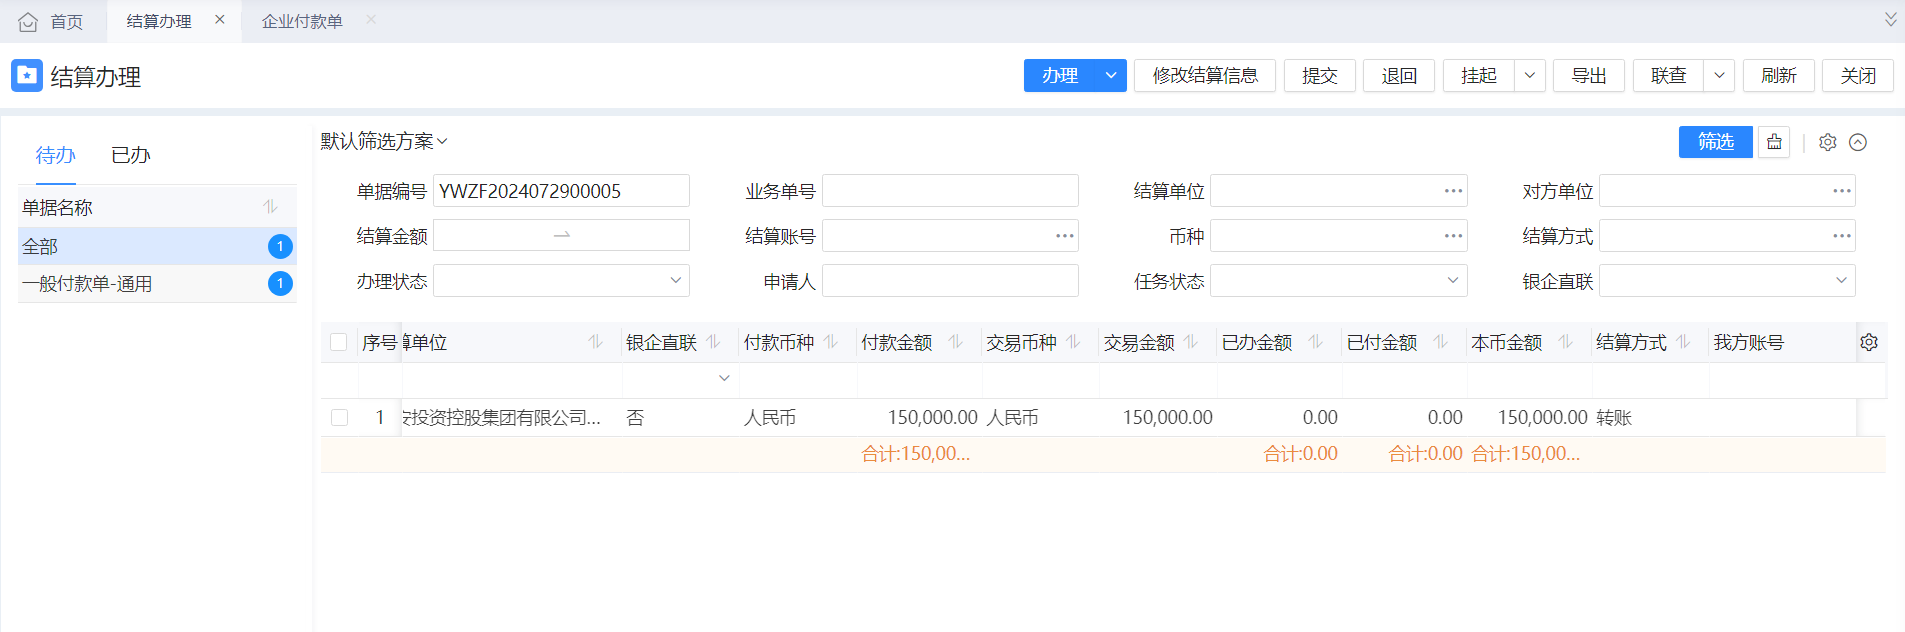 首页 结算办理 企业付款单
结算办理 办理 修改结算信息 提交 退回 挂起 导出 联查 刷新 关闭
待办 已办
单据名称
全部 1
一般付款单-通用 1
默认筛选方案 筛选
单据编号 YWZF2024072900005 业务单号 结算单位 对方单位
结算金额 结算账号 币种 结算方式
办理状态 申请人 任务状态 银企直联
序号 单位 银企直联 付款币种 付款金额 交易币种 交易金额 已办金额 已付金额 本币金额 结算方式 我方账号
1 投资控股集团有限公司... 否 人民币 150,000.00 人民币 150,000.00 0.00 0.00 150,000.00 转账
合计:150,00... 合计:0.00 合计:0.00 合计:150,00...